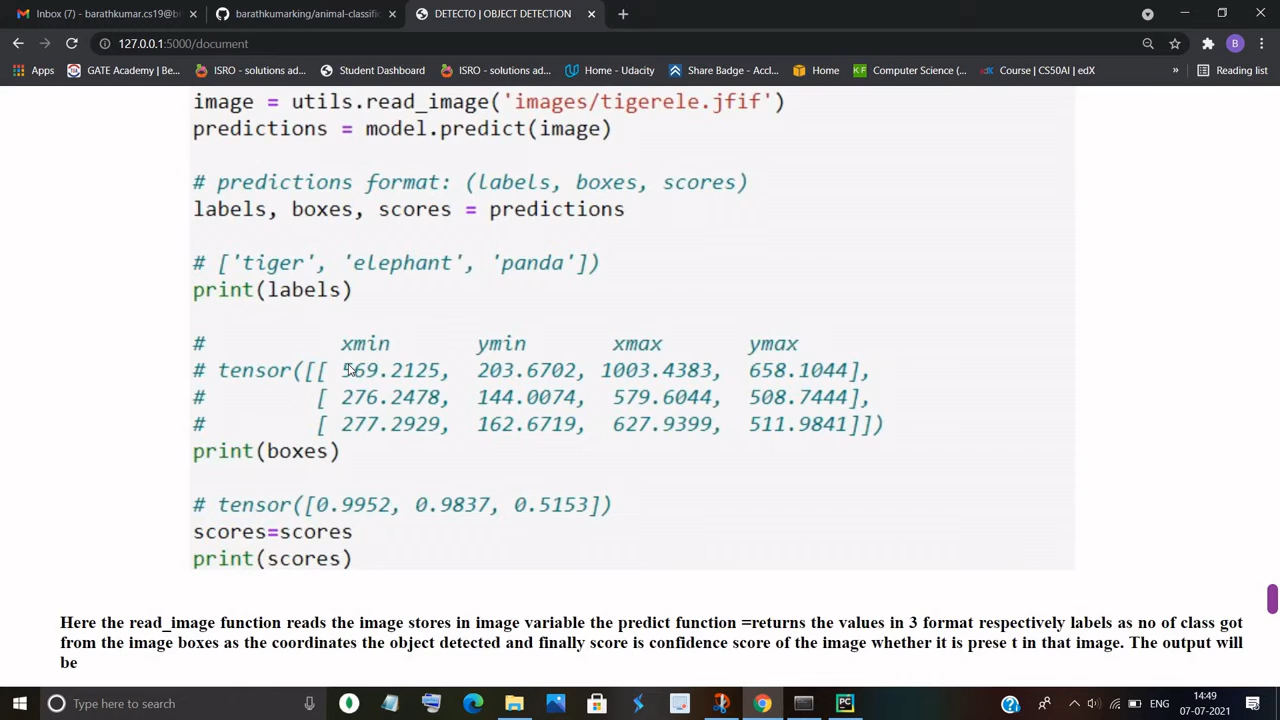 Inbox (7) - barathkumar.cs19@bi
barathkumarking/animal-classific
DETECTO | OBJECT DETECTION
127.0.0.1:5000/document
B
Apps
GATE Academy | Be...
ISRO - solutions ad...
Student Dashboard
ISRO - solutions ad...
Home - Udacity
Share Badge - Accl...
Home
KF
Computer Science (...
Course | CS50AI | edX
»
Reading list
image = utils.read_image('images/tigerele.jfif')
predictions = model.predict(image)
# predictions format: (labels, boxes, scores)
labels, boxes, scores = predictions
# ['tiger', 'elephant', 'panda'])
print(labels)
# xmin ymin xmax ymax
# tensor([[ 569.2125, 203.6702, 1003.4383, 658.1044],
# [ 276.2478, 144.0074, 579.6044, 508.7444],
# [ 277.2929, 162.6719, 627.9399, 511.9841]])
print(boxes)
# tensor([0.9952, 0.9837, 0.5153])
scores=scores
print(scores)
Here the read_image function reads the image stores in image variable the predict function =returns the values in 3 format respectively labels as no of class got
from the image boxes as the coordinates the object detected and finally score is confidence score of the image whether it is prese t in that image. The output will
be
Type here to search
PC
ENG
14:49
07-07-2021